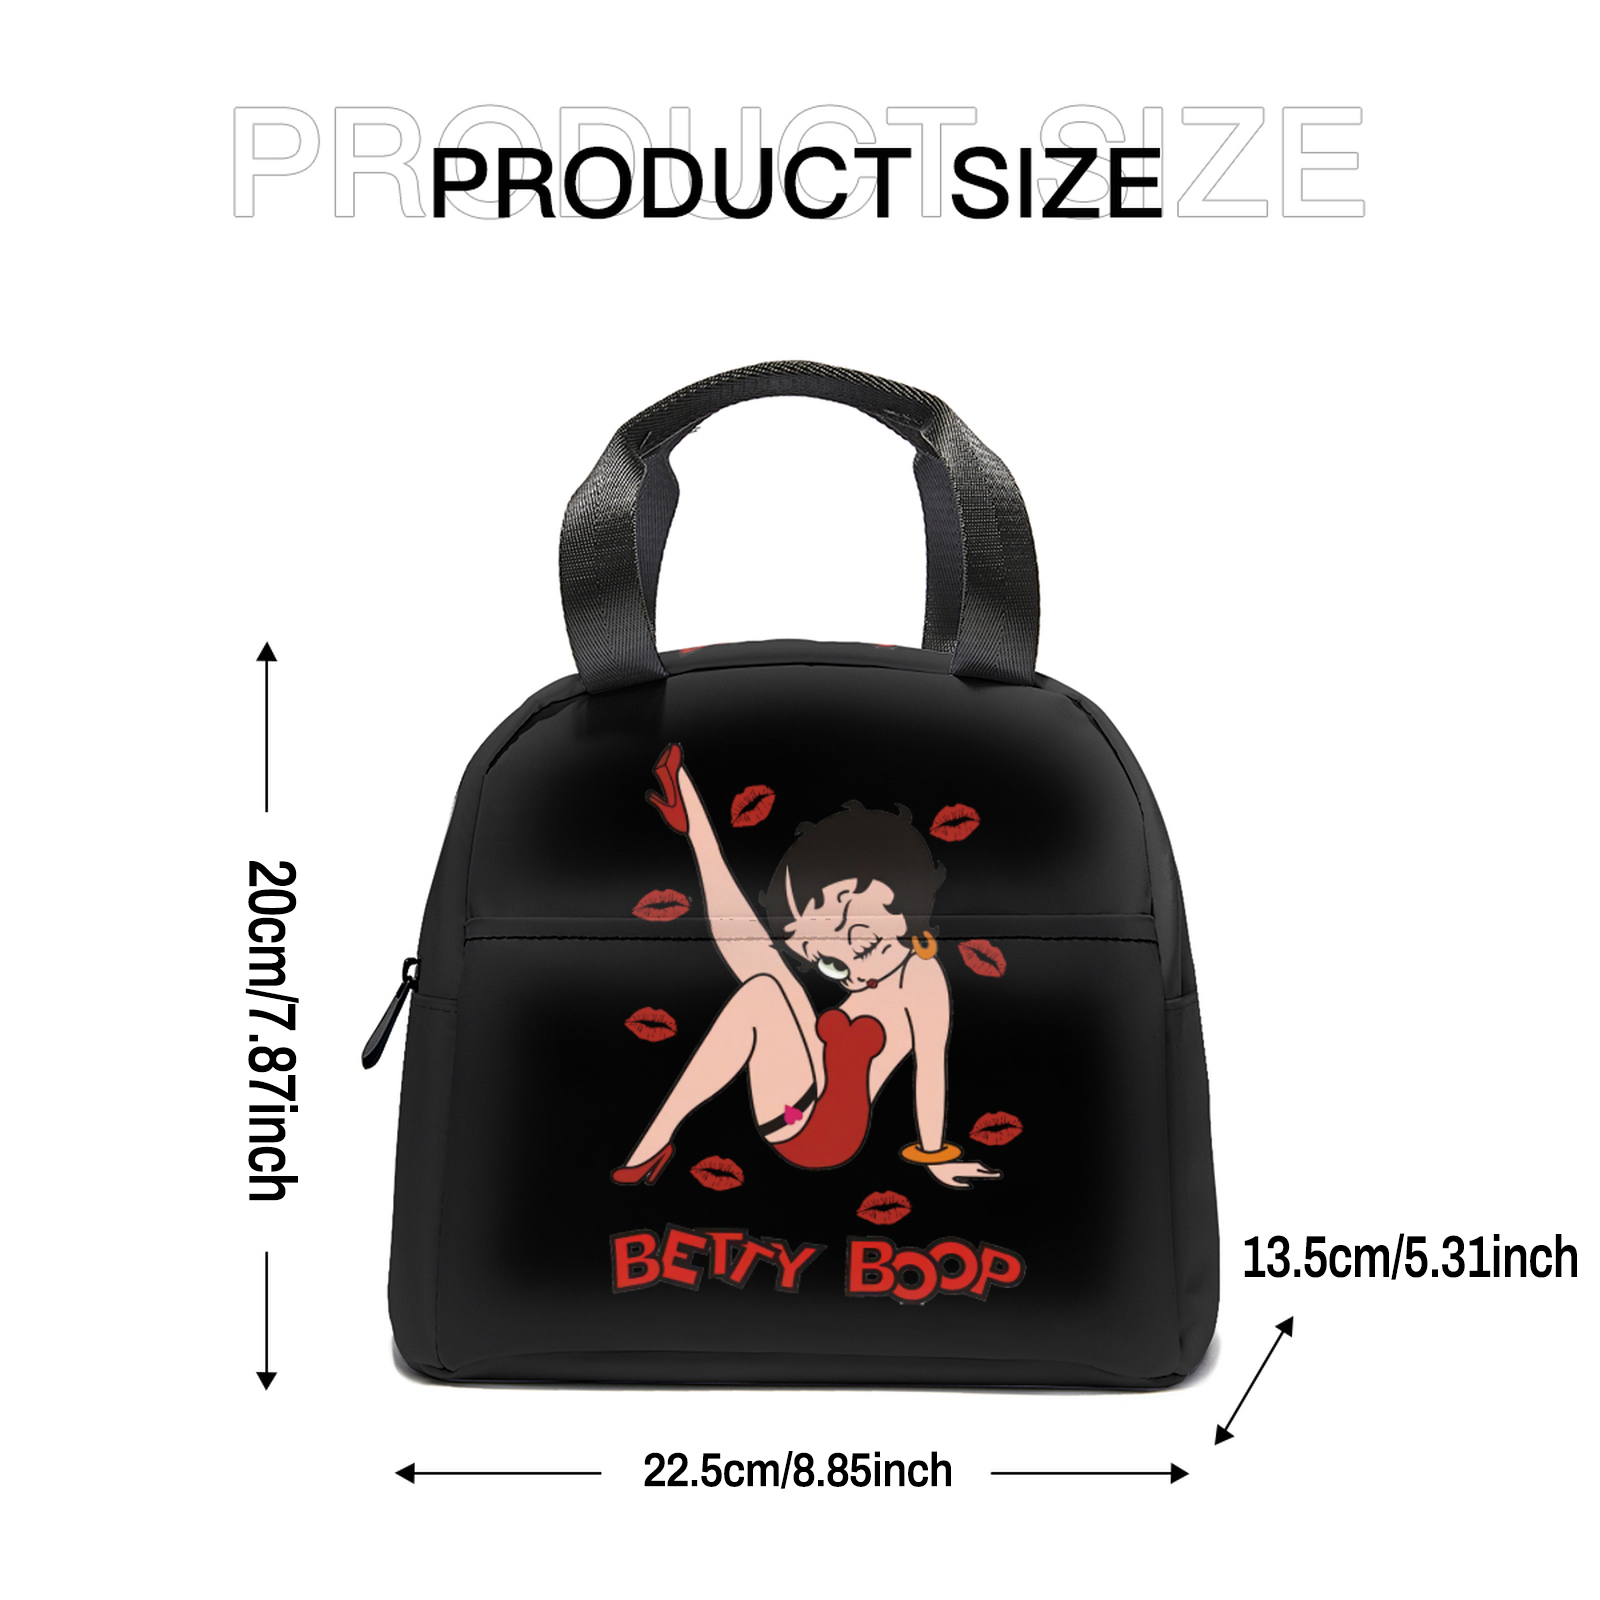 PRODUCT SIZE
PRODUCT SIZE
20cm/7.87inch
BETTY BOOP
13.5cm/5.31inch
22.5cm/8.85inch